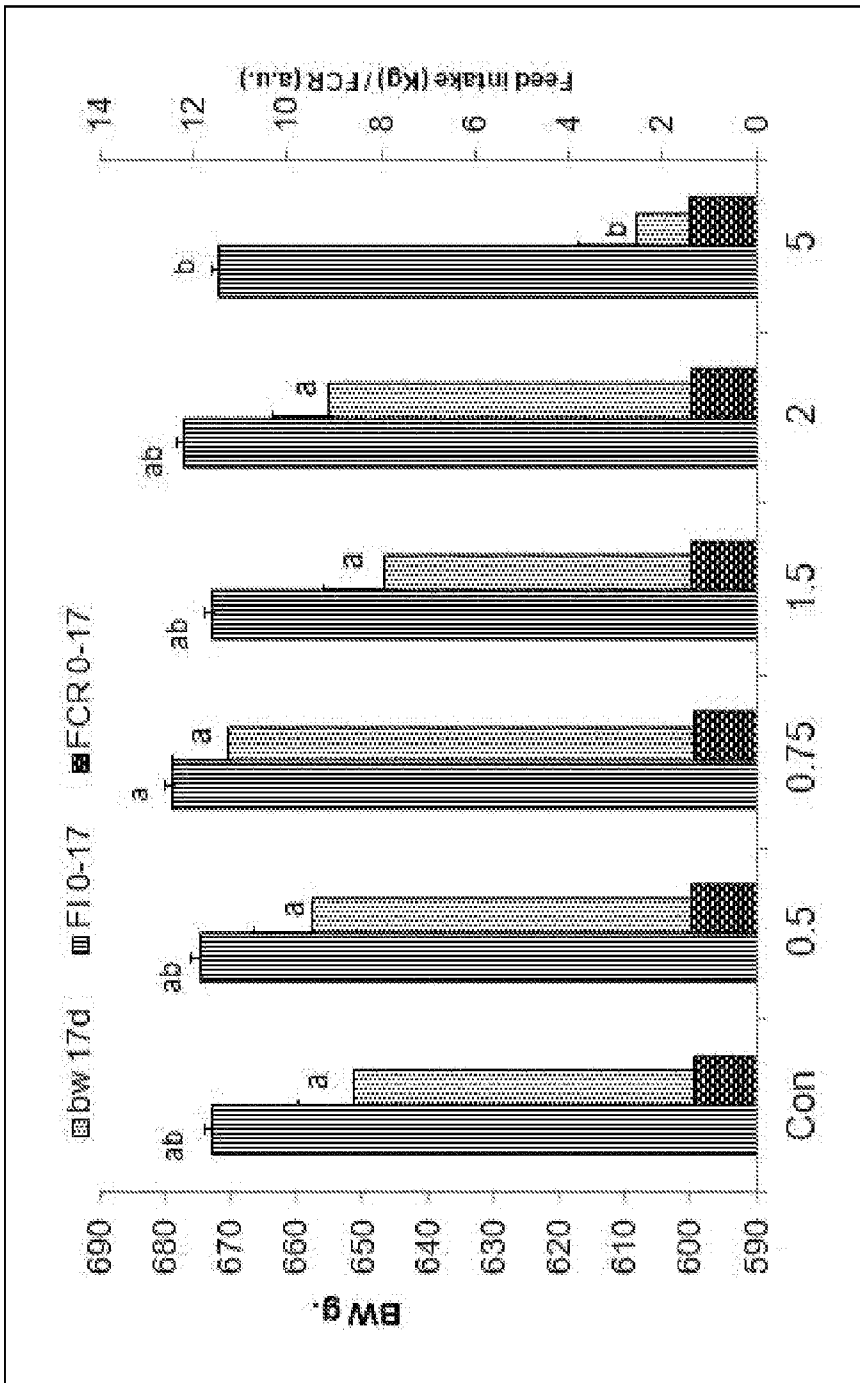 bw 17d FI 0-17 FCR 0-17
690
680
670
660
650
640
630
620
610
600
590
BW g.
14
12
10
8
6
4
2
0
Feed intake (Kg) / FCR (a.u.)
ab a
ab a
a a
ab a
ab a
b b
Con 0.5 0.75 1.5 2 5